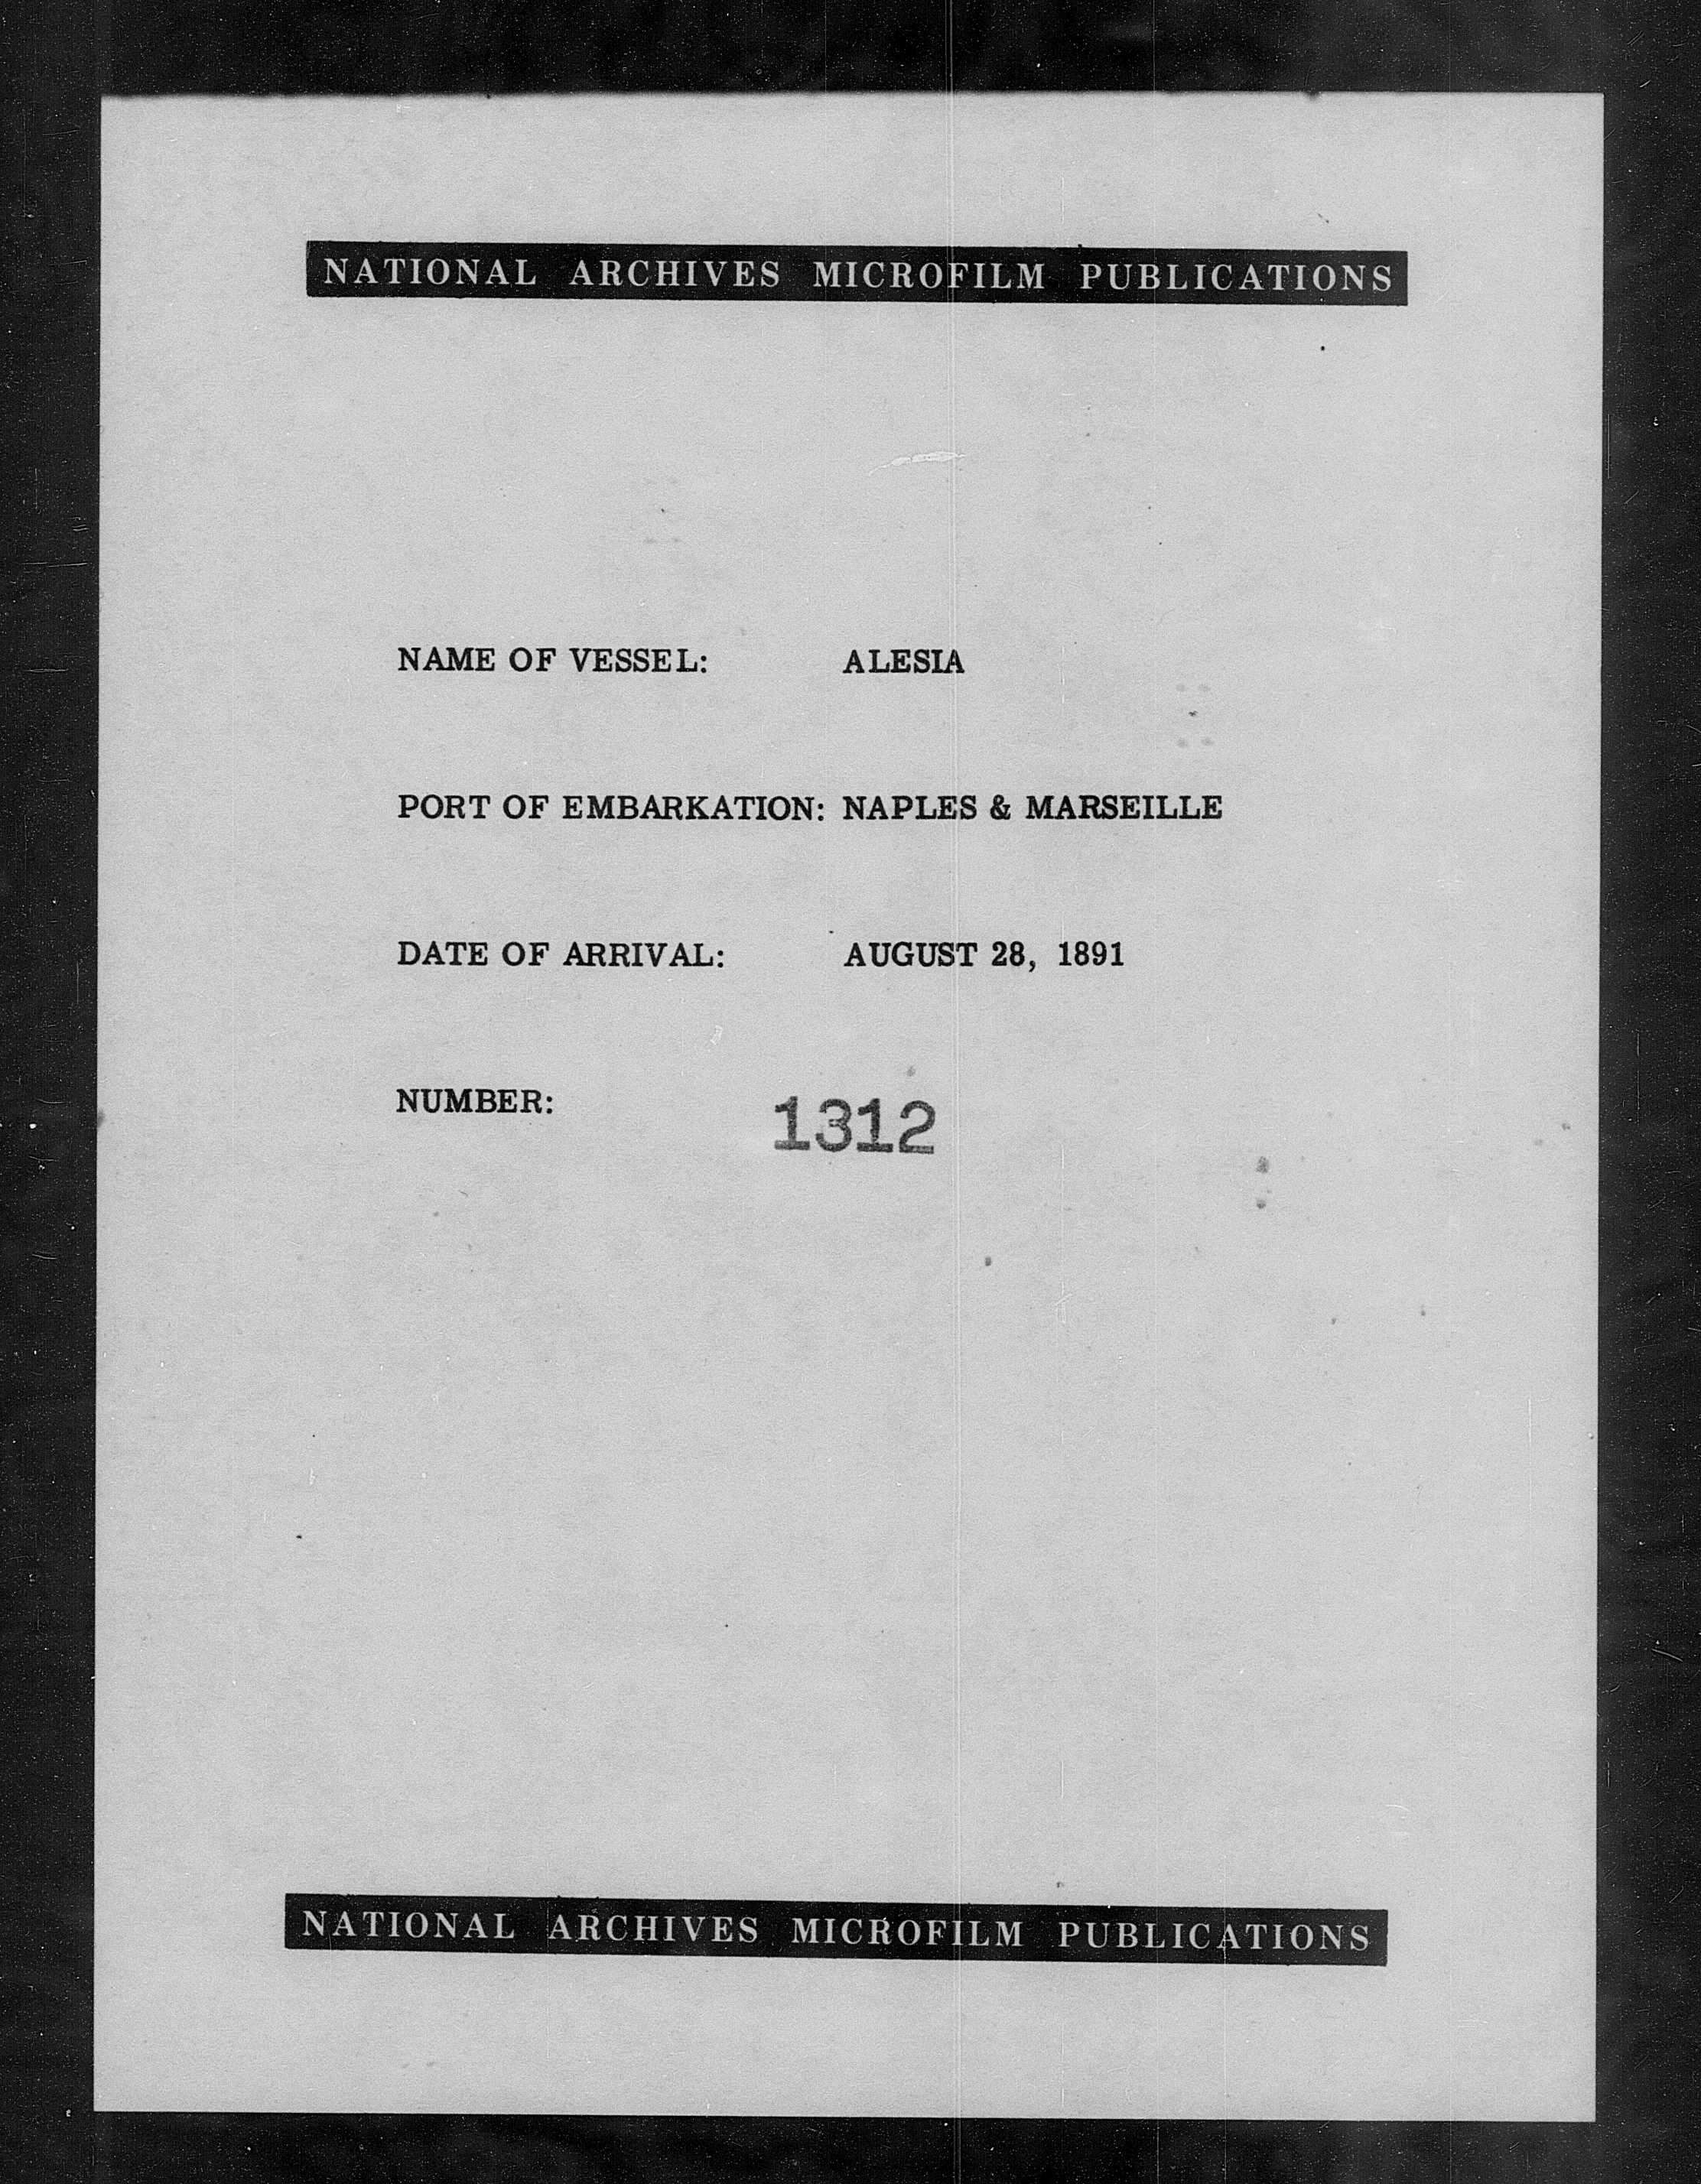 NATIONAL ARCHIVES MICROFILM PUBLICATIONS
NAME OF VESSEL: ALESIA
PORT OF EMBARKATION: NAPLES & MARSEILLE
DATE OF ARRIVAL: AUGUST 28, 1891
NUMBER: 1312
NATIONAL ARCHIVES MICROFILM PUBLICATIONS